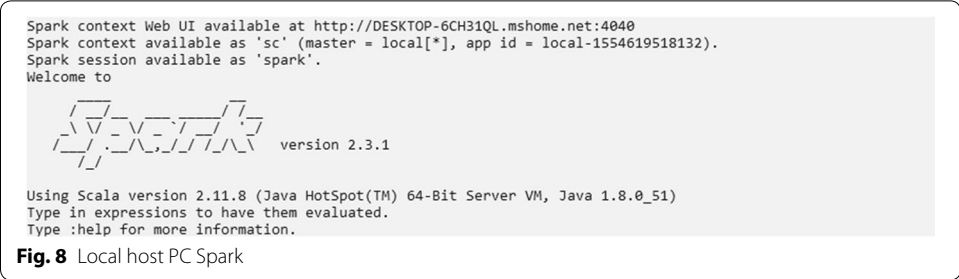 Spark context Web UI available at http://DESKTOP-6CH31QL.mshome.net:4040
Spark context available as 'sc' (master = local[*], app id = local-1554619518132).
Spark session available as 'spark'.
Welcome to
Spark version 2.3.1
Using Scala version 2.11.8 (Java HotSpot(TM) 64-Bit Server VM, Java 1.8.0_51)
Type in expressions to have them evaluated.
Type :help for more information.
Fig. 8 Local host PC Spark